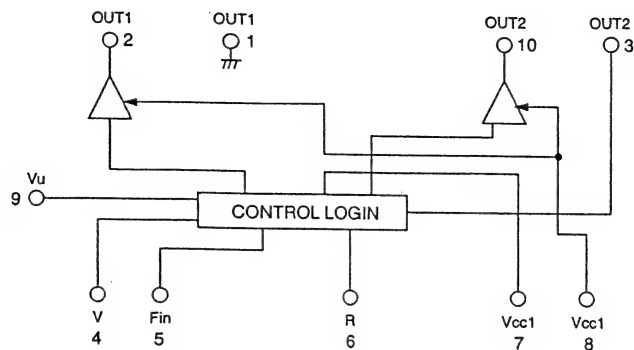 OUT1
OUT1
OUT2
OUT2
2
1
10
3
Vu
9
CONTROL LOGIN
V
Fin
R
Vcc1
Vcc1
4
5
6
7
8